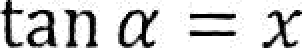 tan α = x